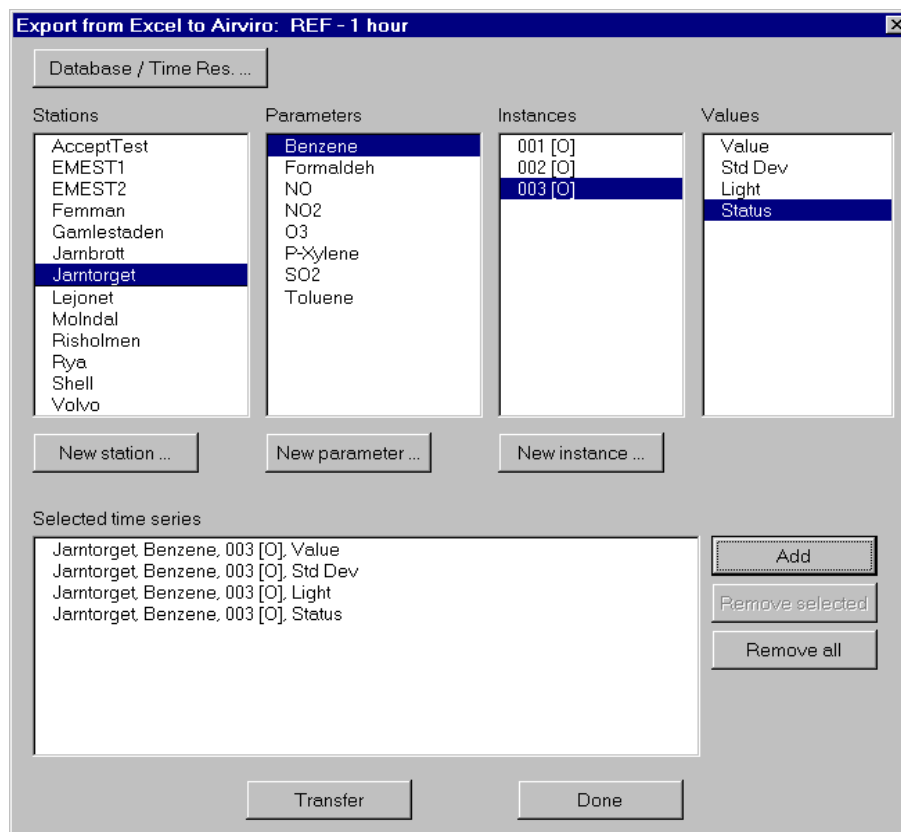 Export from Excel to Airviro: REF - 1 hour
Database / Time Res. ...
Stations
AcceptTest
EMEST1
EMEST2
Femman
Gamlestaden
Jarnbrott
Jarntorget
Lejonet
Molndal
Risholmen
Rya
Shell
Volvo
New station ...
Parameters
Benzene
Formaldeh
NO
NO2
O3
P-Xylene
SO2
Toluene
New parameter ...
Instances
001 [O]
002 [O]
003 [O]
New instance ...
Values
Value
Std Dev
Light
Status
Selected time series
Jarntorget, Benzene, 003 [O], Value
Jarntorget, Benzene, 003 [O], Std Dev
Jarntorget, Benzene, 003 [O], Light
Jarntorget, Benzene, 003 [O], Status
Add
Remove selected
Remove all
Transfer
Done